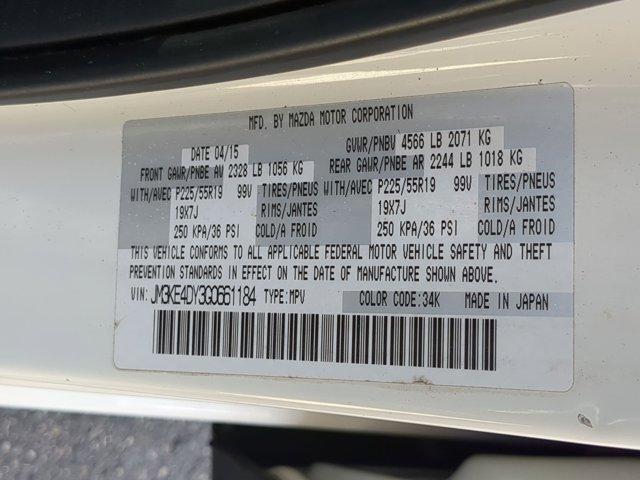 MFD. BY MAZDA MOTOR CORPORATION
DATE 04/15 GVWR/PNBV 4566 LB 2071 KG
FRONT GAWR/PNBE AV 2328 LB 1056 KG REAR GAWR/PNBE AR 2244 LB 1018 KG
WITH/AVEC P225/55R19 99V TIRES/PNEUS WITH/AVEC P225/55R19 99V TIRES/PNEUS
19X7J RIMS/JANTES 19X7J RIMS/JANTES
250 KPA/36 PSI COLD/A FROID 250 KPA/36 PSI COLD/A FROID
THIS VEHICLE CONFORMS TO ALL APPLICABLE FEDERAL MOTOR VEHICLE SAFETY AND THEFT
PREVENTION STANDARDS IN EFFECT ON THE DATE OF MANUFACTURE SHOWN ABOVE.
VIN: JM3KE4DY3G0661184 TYPE:MPV COLOR CODE:34K MADE IN JAPAN